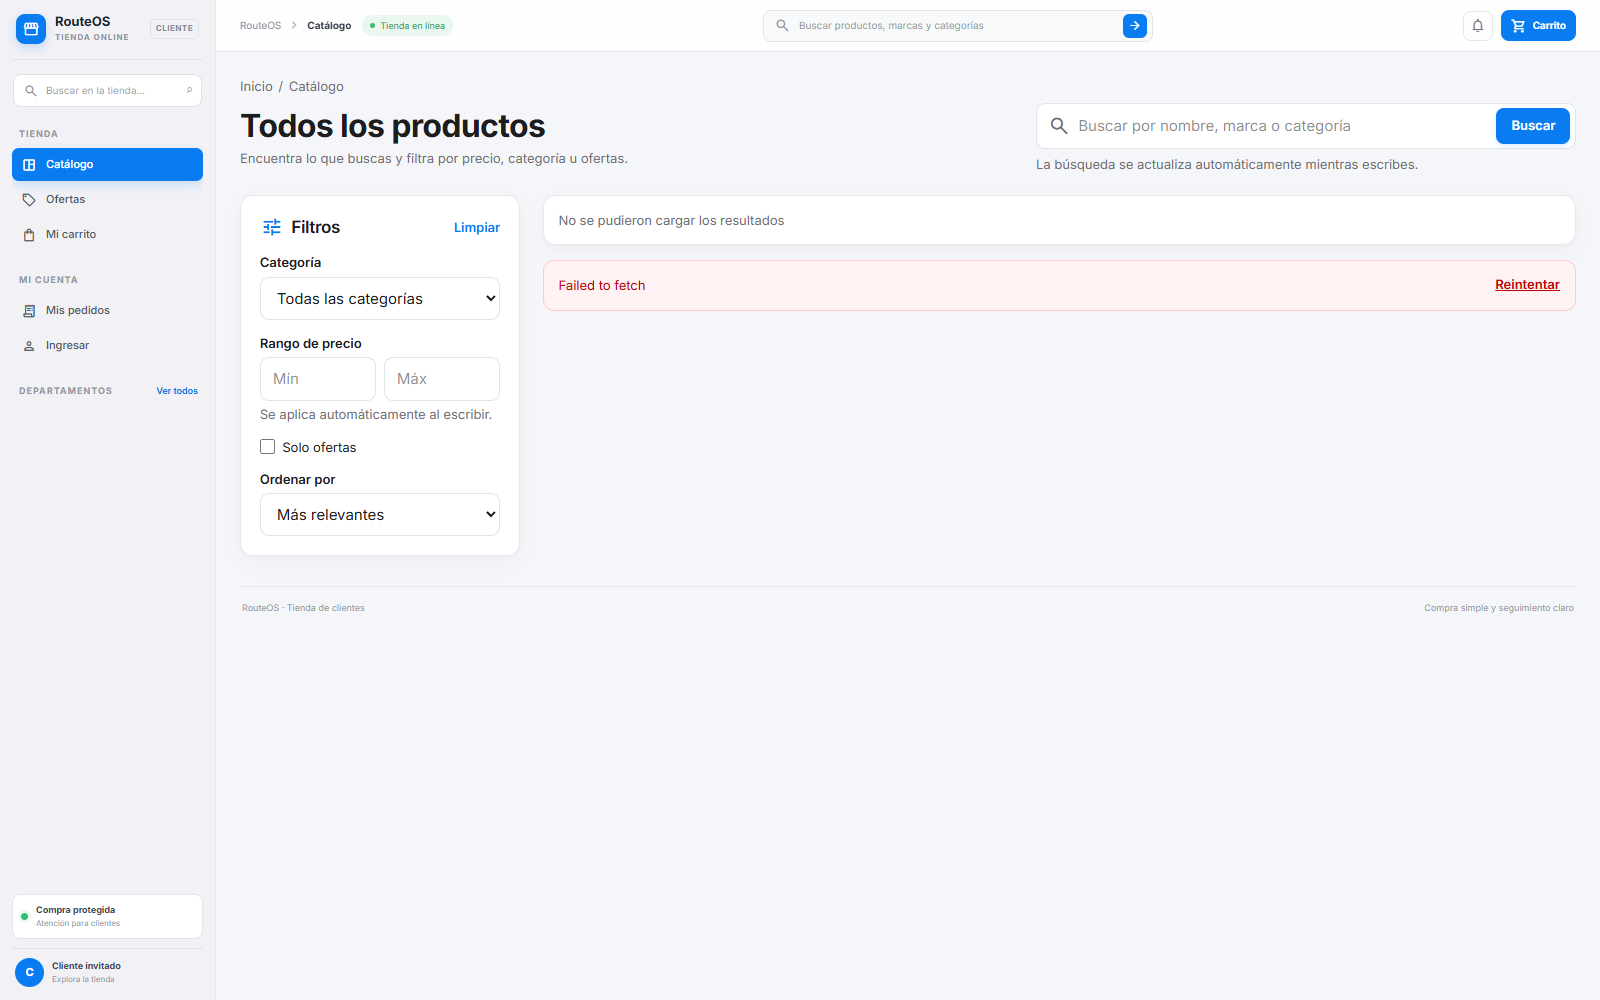 RouteOS
TIENDA ONLINE
CLIENTE
Buscar en la tienda...
TIENDA
Catálogo
Ofertas
Mi carrito
MI CUENTA
Mis pedidos
Ingresar
DEPARTAMENTOS
Ver todos
Compra protegida
Atención para clientes
C
Cliente invitado
Explora la tienda
RouteOS
Catálogo
Tienda en línea
Buscar productos, marcas y categorías
Carrito
Inicio / Catálogo
Todos los productos
Encuentra lo que buscas y filtra por precio, categoría u ofertas.
Buscar por nombre, marca o categoría
Buscar
La búsqueda se actualiza automáticamente mientras escribes.
Filtros
Limpiar
Categoría
Todas las categorías
Rango de precio
Mín
Máx
Se aplica automáticamente al escribir.
Solo ofertas
Ordenar por
Más relevantes
No se pudieron cargar los resultados
Failed to fetch
Reintentar
RouteOS · Tienda de clientes
Compra simple y seguimiento claro